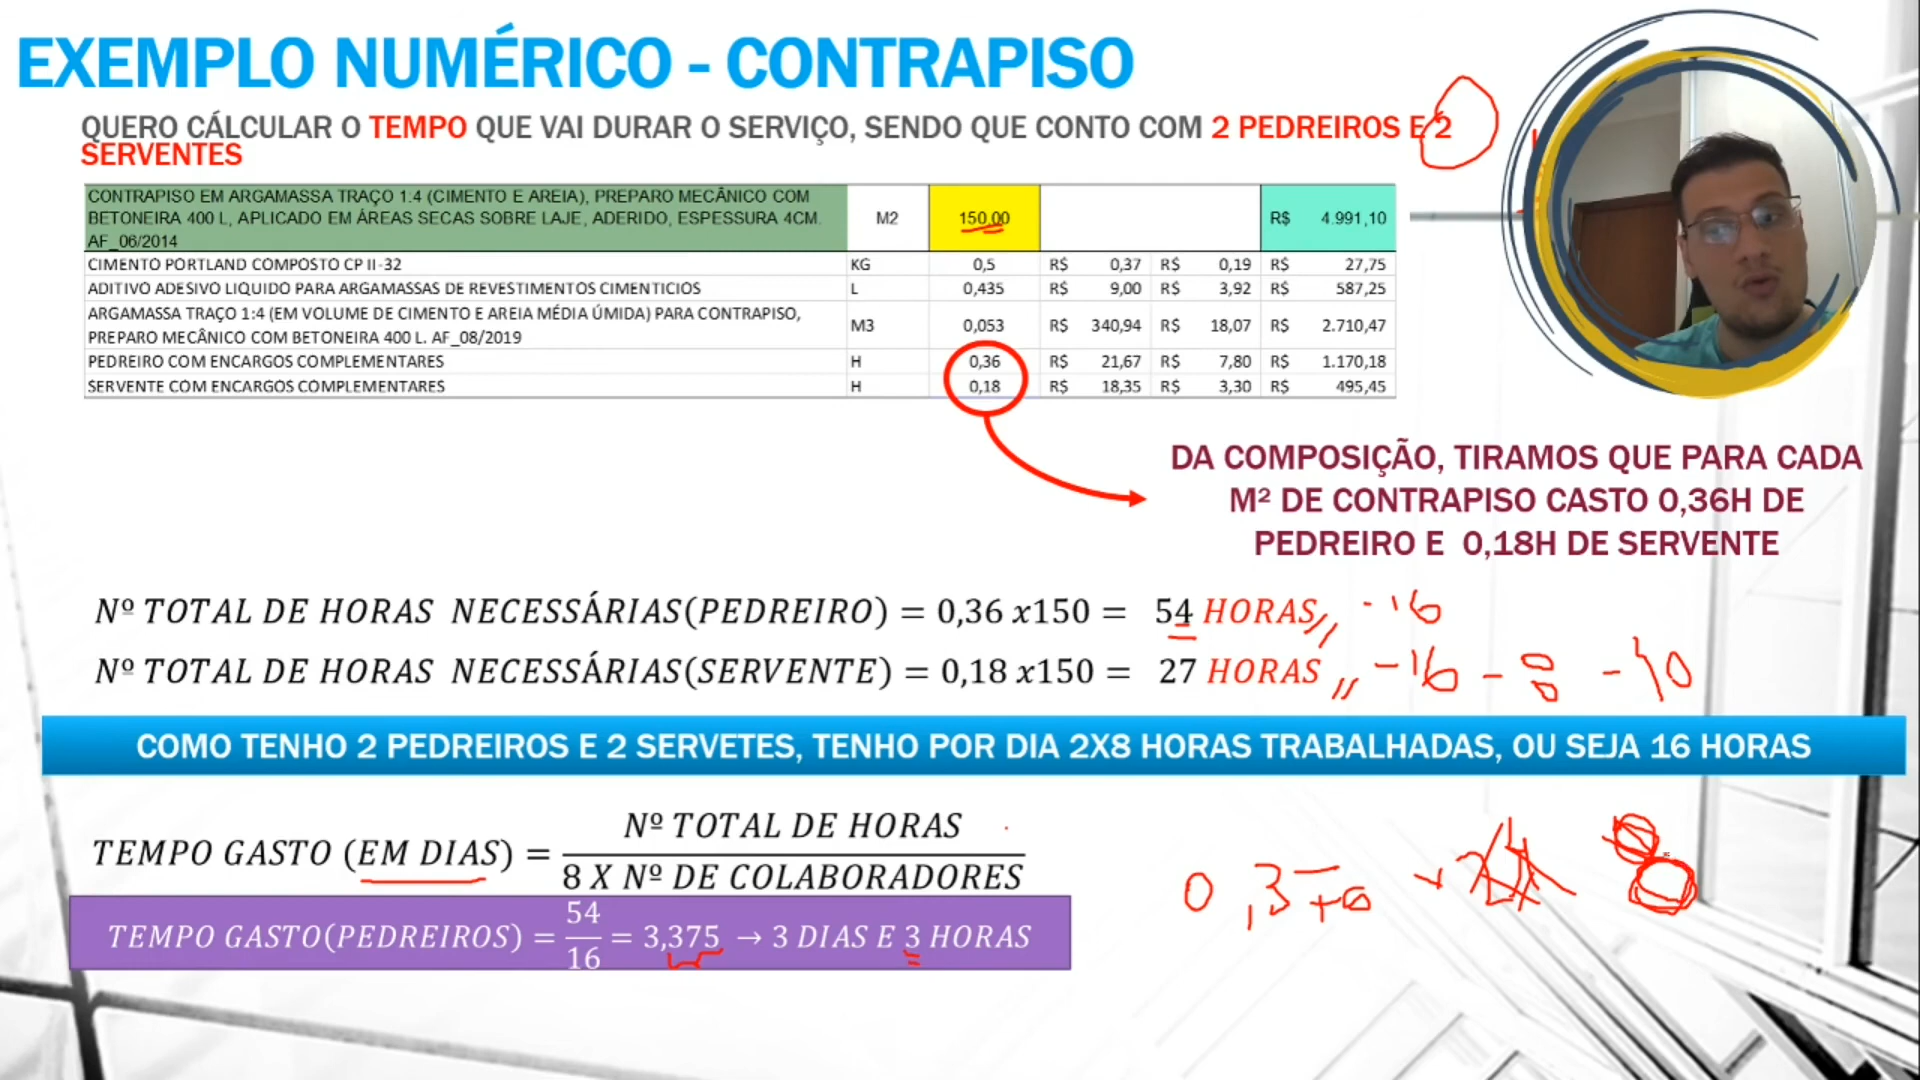 EXEMPLO NUMÉRICO - CONTRAPISO
QUERO CÁLCULAR O TEMPO QUE VAI DURAR O SERVIÇO, SENDO QUE CONTO COM 2 PEDREIROS E 2
SERVENTES
CONTRAPISO EM ARGAMASSA TRAÇO 1:4 (CIMENTO E AREIA), PREPARO MECÂNICO COM
BETONEIRA 400 L, APLICADO EM ÁREAS SECAS SOBRE LAJE, ADERIDO, ESPESSURA 4CM. M2 150,00 R$ 4.991,10
AF_06/2014
CIMENTO PORTLAND COMPOSTO CP II-32 KG 0,5 R$ 0,37 R$ 0,19 R$ 27,75
ADITIVO ADESIVO LIQUIDO PARA ARGAMASSAS DE REVESTIMENTOS CIMENTICIOS L 0,435 R$ 9,00 R$ 3,92 R$ 587,25
ARGAMASSA TRAÇO 1:4 (EM VOLUME DE CIMENTO E AREIA MÉDIA ÚMIDA) PARA CONTRAPISO,
PREPARO MECÂNICO COM BETONEIRA 400 L. AF_08/2019 M3 0,053 R$ 340,94 R$ 18,07 R$ 2.710,47
PEDREIRO COM ENCARGOS COMPLEMENTARES H 0,36 R$ 21,67 R$ 7,80 R$ 1.170,18
SERVENTE COM ENCARGOS COMPLEMENTARES H 0,18 R$ 18,35 R$ 3,30 R$ 495,45
DA COMPOSIÇÃO, TIRAMOS QUE PARA CADA
M² DE CONTRAPISO CASTO 0,36H DE
PEDREIRO E 0,18H DE SERVENTE
Nº TOTAL DE HORAS NECESSÁRIAS(PEDREIRO) = 0,36 x150 = 54 HORAS - 16
Nº TOTAL DE HORAS NECESSÁRIAS(SERVENTE) = 0,18 x150 = 27 HORAS - 16 - 8 - 10
COMO TENHO 2 PEDREIROS E 2 SERVETES, TENHO POR DIA 2X8 HORAS TRABALHADAS, OU SEJA 16 HORAS
TEMPO GASTO (EM DIAS) = Nº TOTAL DE HORAS
8 X Nº DE COLABORADORES
TEMPO GASTO(PEDREIROS) = 54/16 = 3,375 → 3 DIAS E 3 HORAS